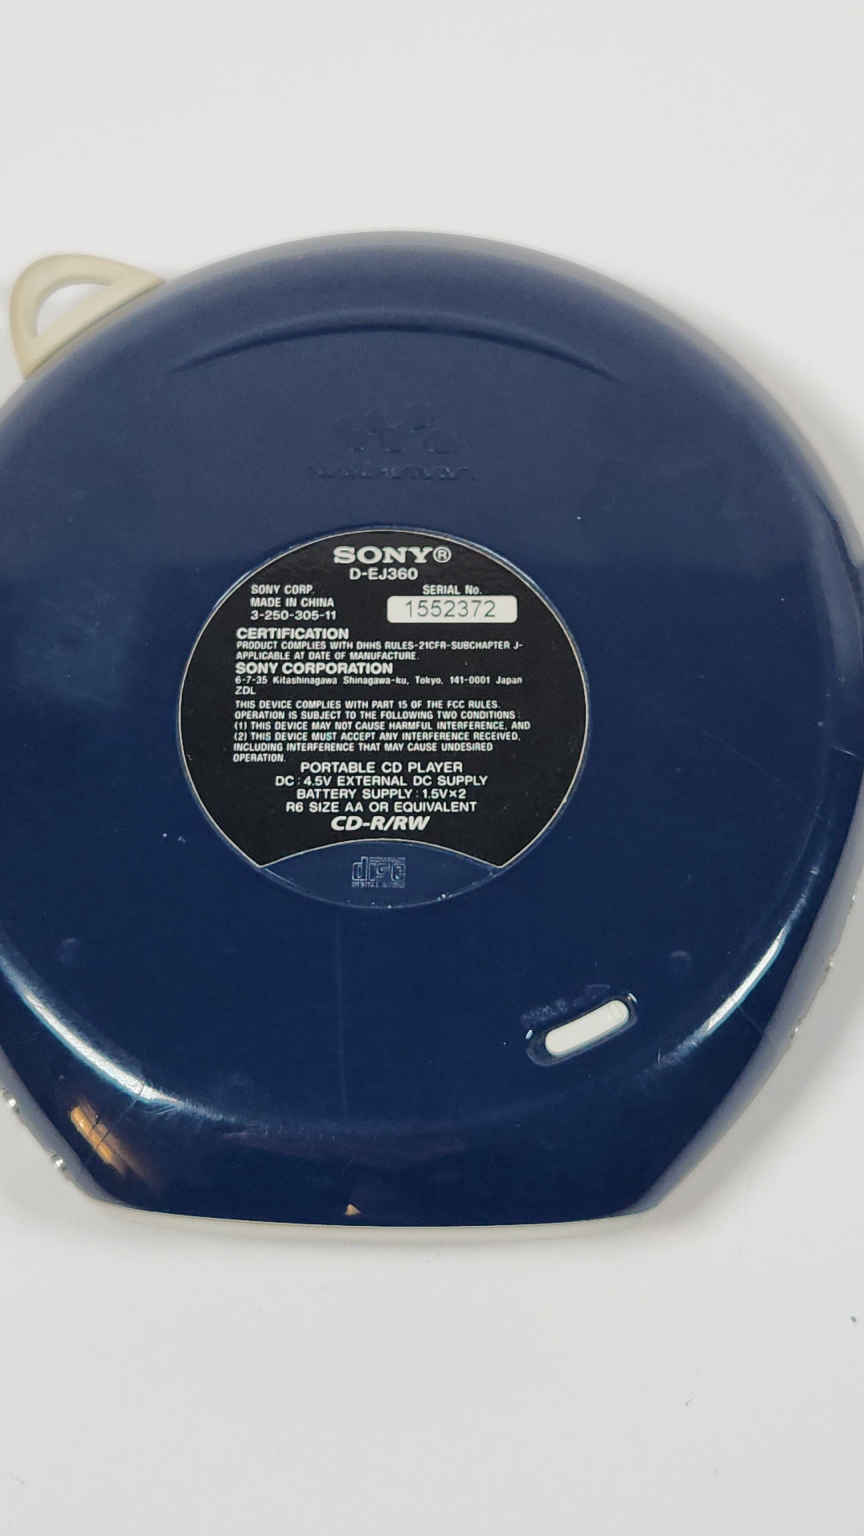 WALKMAN
SONY®
D-EJ360
SONY CORP.
MADE IN CHINA
3-250-305-11
SERIAL No.
1552372
CERTIFICATION
PRODUCT COMPLIES WITH DHHS RULES-21CFR-SUBCHAPTER J-
APPLICABLE AT DATE OF MANUFACTURE.
SONY CORPORATION
6-7-35 Kitashinagawa Shinagawa-ku, Tokyo, 141-0001 Japan
ZDL
THIS DEVICE COMPLIES WITH PART 15 OF THE FCC RULES.
OPERATION IS SUBJECT TO THE FOLLOWING TWO CONDITIONS:
(1) THIS DEVICE MAY NOT CAUSE HARMFUL INTERFERENCE, AND
(2) THIS DEVICE MUST ACCEPT ANY INTERFERENCE RECEIVED,
INCLUDING INTERFERENCE THAT MAY CAUSE UNDESIRED
OPERATION.
PORTABLE CD PLAYER
DC : 4.5V EXTERNAL DC SUPPLY
BATTERY SUPPLY : 1.5V×2
R6 SIZE AA OR EQUIVALENT
CD-R/RW
COMPACT
disc
DIGITAL AUDIO